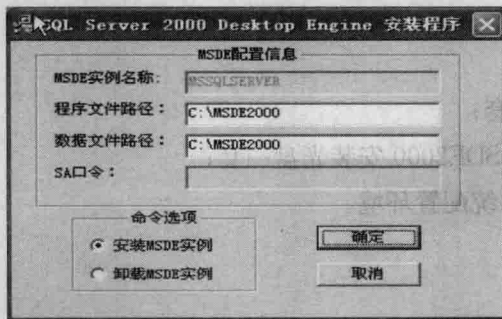 SQL Server 2000 Desktop Engine 安装程序
MSDE配置信息
MSDE实例名称:
MSSQLSERVER
程序文件路径:
C:\MSDE2000
数据文件路径:
C:\MSDE2000
SA口令:
命令选项
安装MSDE实例
卸载MSDE实例
确定
取消